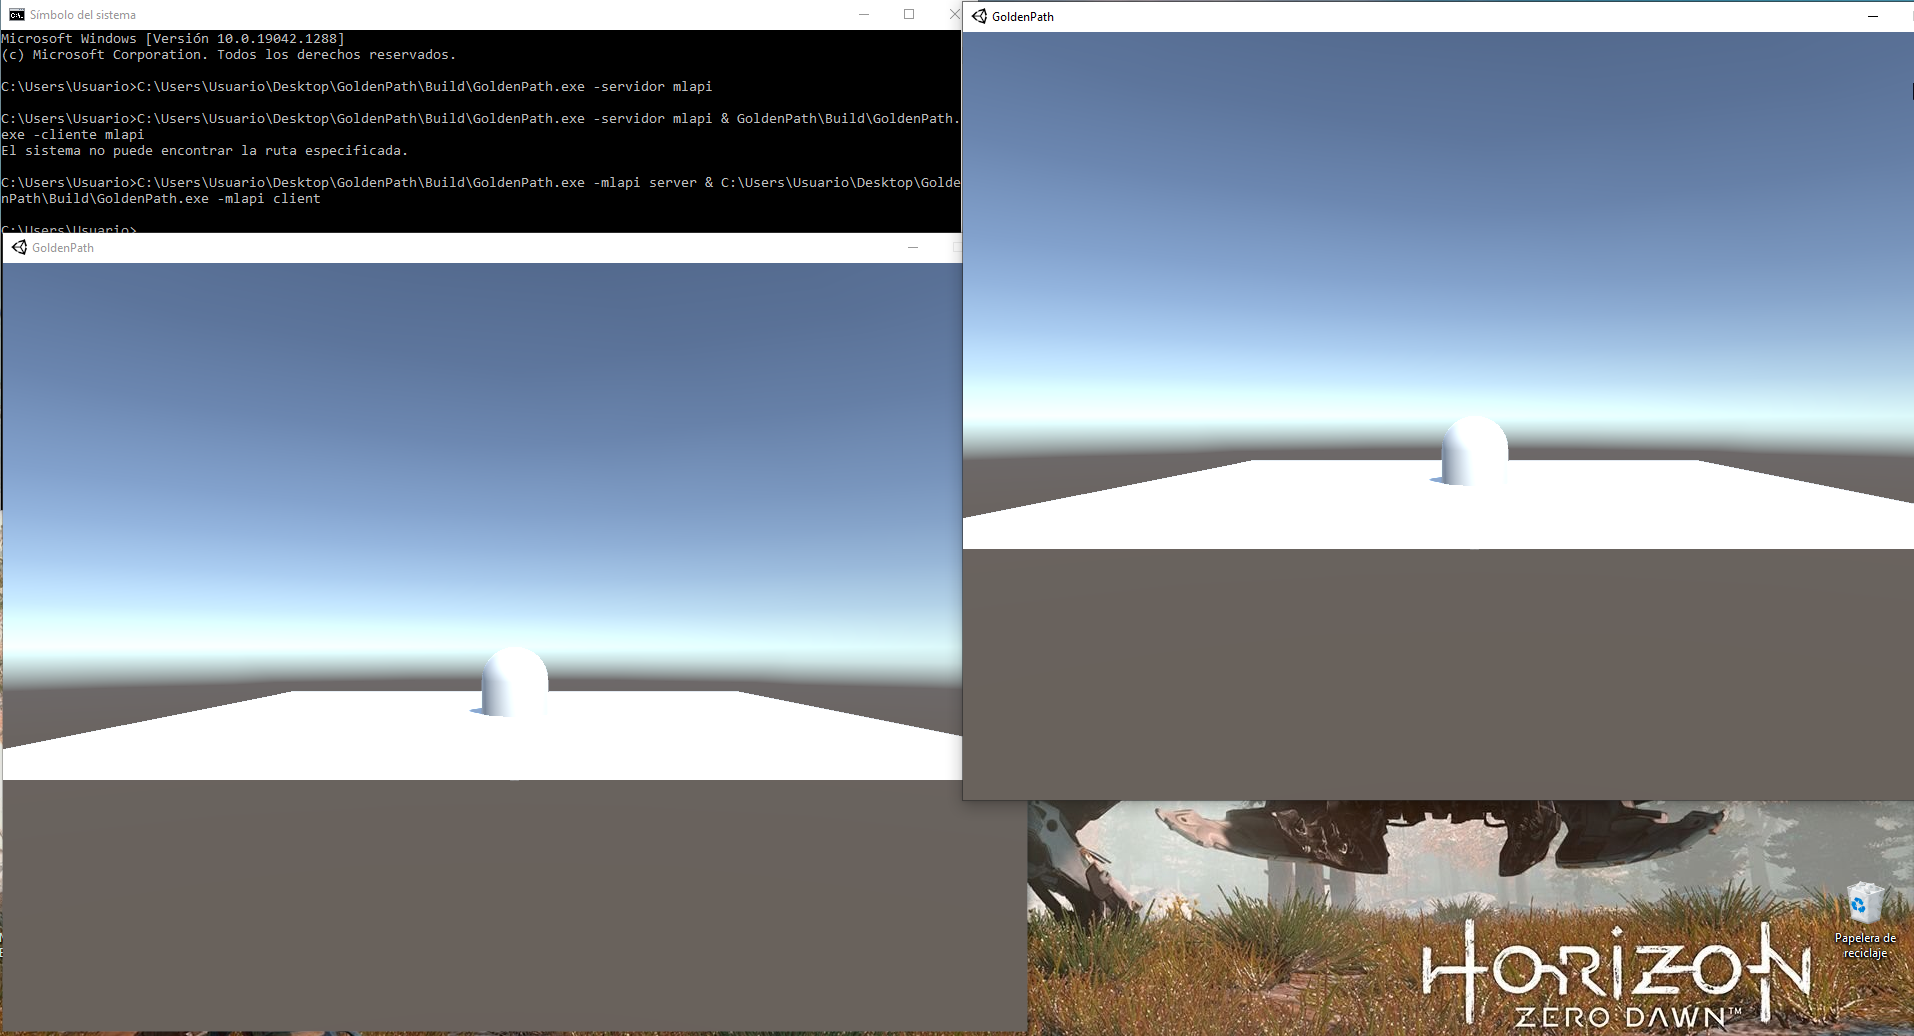 Símbolo del sistema
Microsoft Windows [Versión 10.0.19042.1288]
(c) Microsoft Corporation. Todos los derechos reservados.
C:\Users\Usuario>C:\Users\Usuario\Desktop\GoldenPath\Build\GoldenPath.exe -servidor mlapi
C:\Users\Usuario>C:\Users\Usuario\Desktop\GoldenPath\Build\GoldenPath.exe -servidor mlapi & GoldenPath\Build\GoldenPath.
exe -cliente mlapi
El sistema no puede encontrar la ruta especificada.
C:\Users\Usuario>C:\Users\Usuario\Desktop\GoldenPath\Build\GoldenPath.exe -mlapi server & C:\Users\Usuario\Desktop\Golde
nPath\Build\GoldenPath.exe -mlapi client
C:\Users\Usuario>
GoldenPath
GoldenPath
Papelera de
reciclaje
HORIZON
ZERO DAWN™